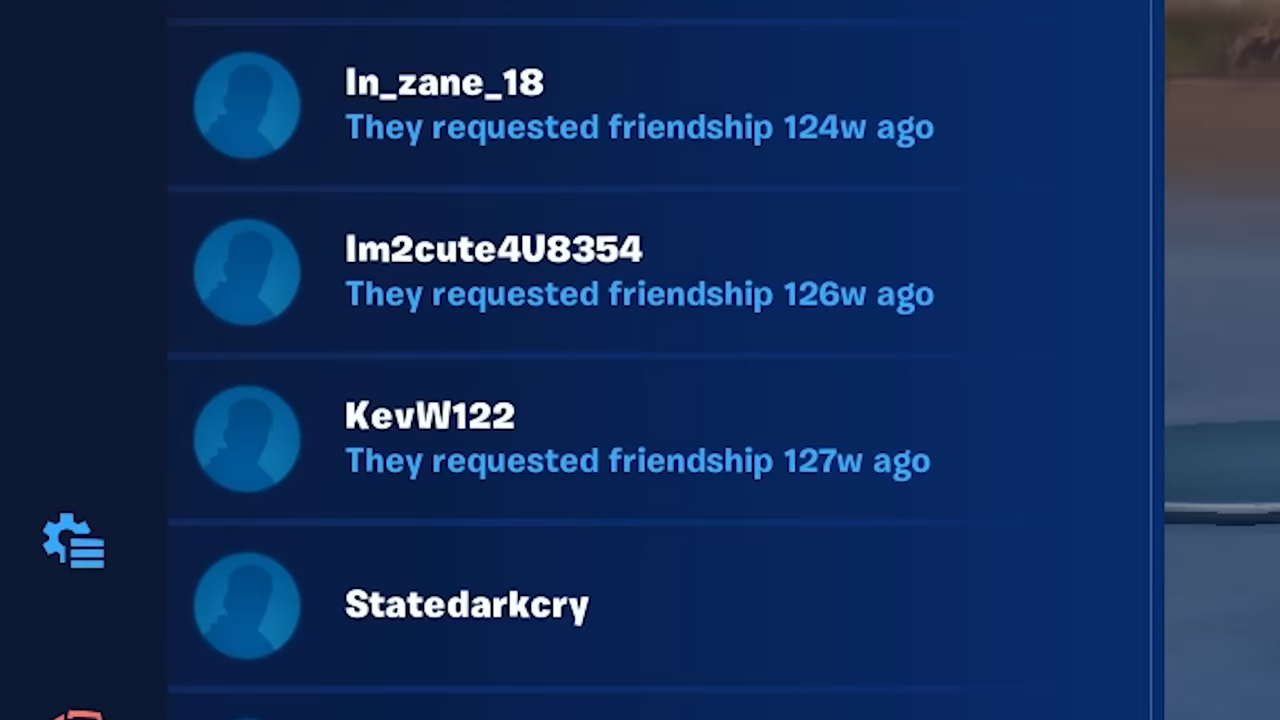 In_zane_18
They requested friendship 124w ago
Im2cute4U8354
They requested friendship 126w ago
KevW122
They requested friendship 127w ago
Statedarkcry